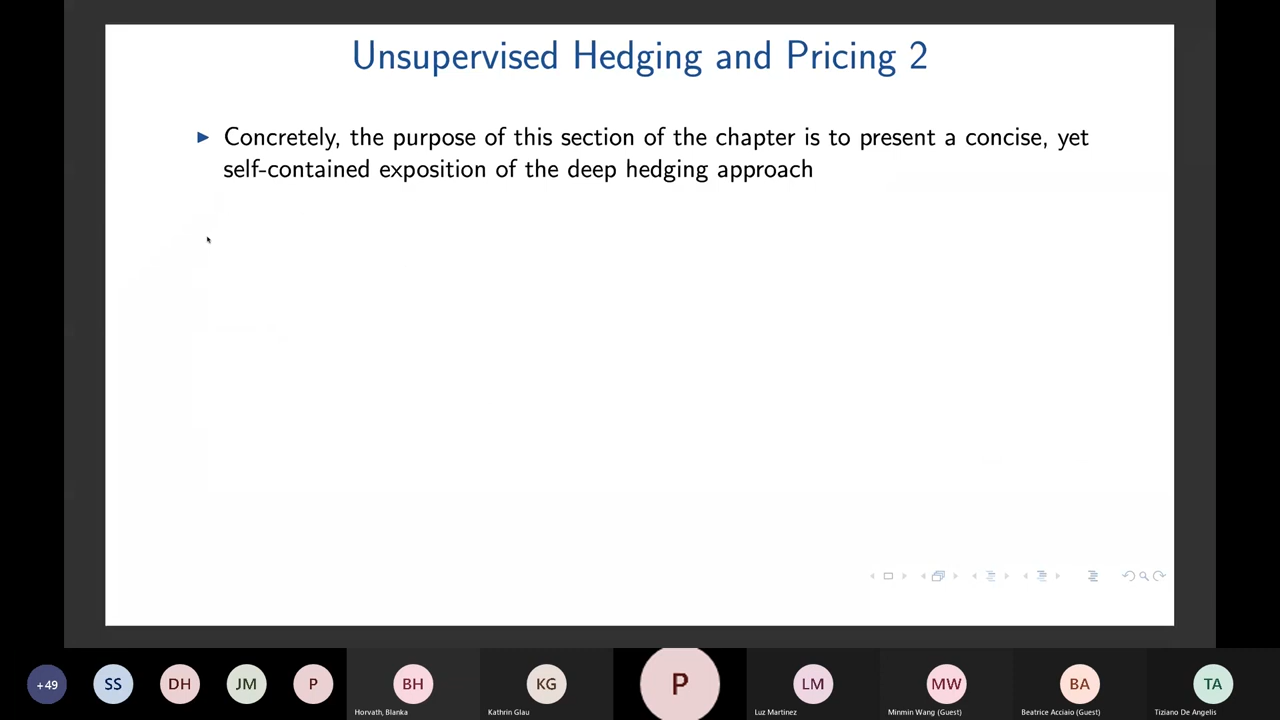 Unsupervised Hedging and Pricing 2
Concretely, the purpose of this section of the chapter is to present a concise, yet
self-contained exposition of the deep hedging approach
+49
SS
DH
JM
P
BH
KG
P
LM
MW
BA
TA
Horvath, Blanka
Kathrin Glau
Luz Martinez
Minmin Wang (Guest)
Beatrice Acciaio (Guest)
Tiziano De Angelis